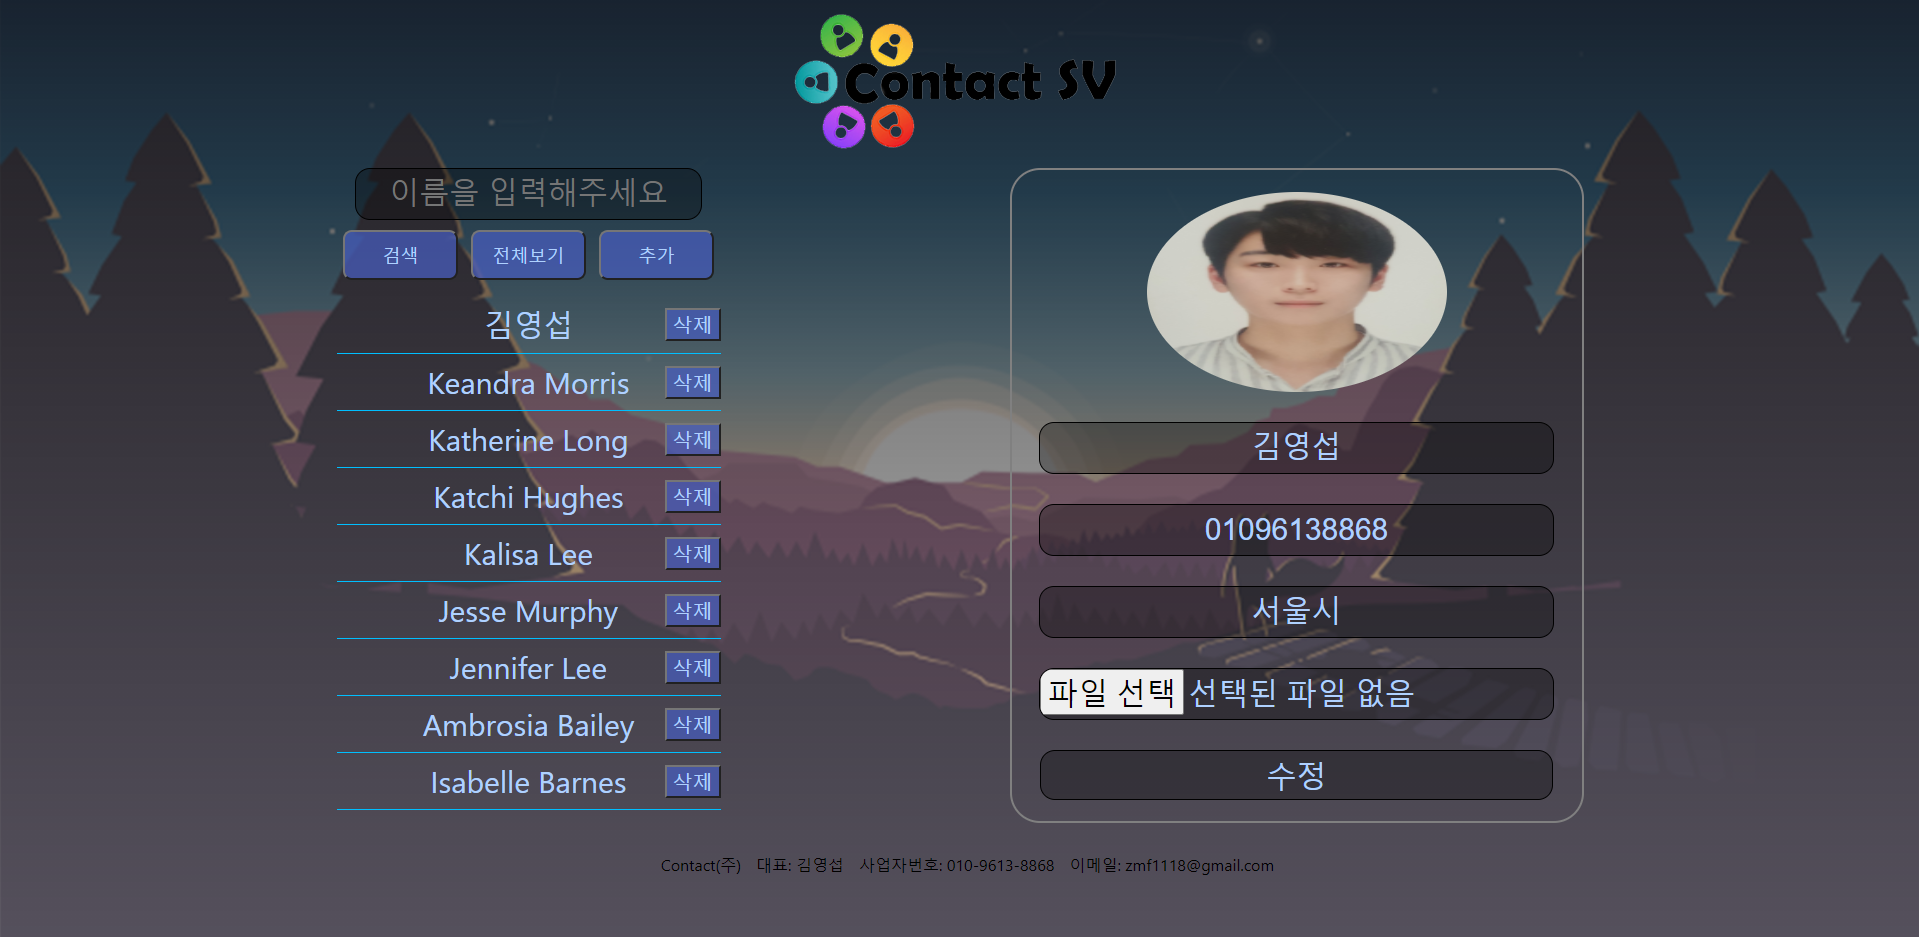 Contact SV
이름을 입력해주세요
검색 전체보기 추가
김영섭 삭제
Keandra Morris 삭제
Katherine Long 삭제
Katchi Hughes 삭제
Kalisa Lee 삭제
Jesse Murphy 삭제
Jennifer Lee 삭제
Ambrosia Bailey 삭제
Isabelle Barnes 삭제
김영섭
01096138868
서울시
파일 선택 선택된 파일 없음
수정
Contact(주) 대표: 김영섭 사업자번호: 010-9613-8868 이메일: zmf1118@gmail.com